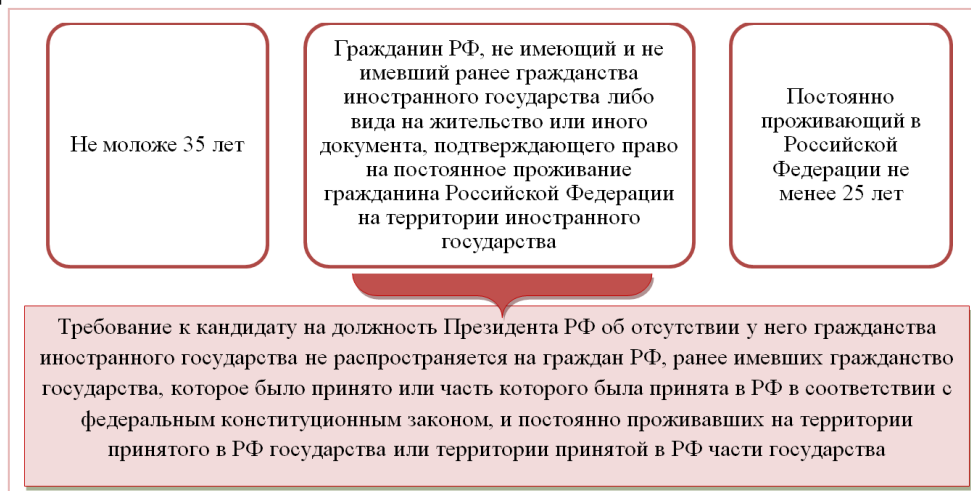 Не моложе 35 лет
Гражданин РФ, не имеющий и не
имевший ранее гражданства
иностранного государства либо
вида на жительство или иного
документа, подтверждающего право
на постоянное проживание
гражданина Российской Федерации
на территории иностранного
государства
Постоянно
проживающий в
Российской
Федерации не
менее 25 лет
Требование к кандидату на должность Президента РФ об отсутствии у него гражданства
иностранного государства не распространяется на граждан РФ, ранее имевших гражданство
государства, которое было принято или часть которого была принята в РФ в соответствии с
федеральным конституционным законом, и постоянно проживавших на территории
принятого в РФ государства или территории принятой в РФ части государства